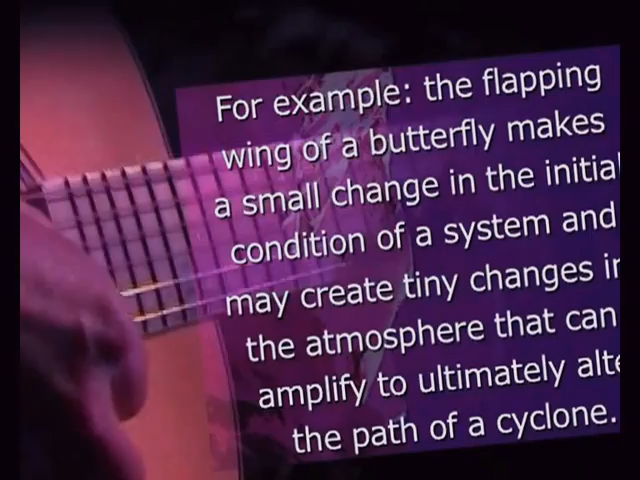 For example: the flapping
wing of a butterfly makes
a small change in the initial
condition of a system and
may create tiny changes in
the atmosphere that can
amplify to ultimately alte
the path of a cyclone.